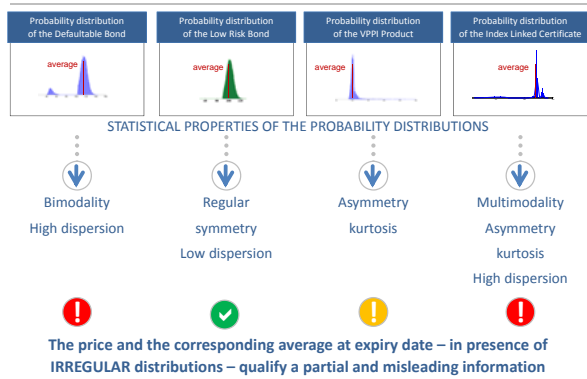 Probability distribution
of the Defaultable Bond
Probability distribution
of the Low Risk Bond
Probability distribution
of the VPPI Product
Probability distribution
of the Index Linked Certificate
average
average
average
average
STATISTICAL PROPERTIES OF THE PROBABILITY DISTRIBUTIONS
Bimodality
High dispersion
Regular
symmetry
Low dispersion
Asymmetry
kurtosis
Multimodality
Asymmetry
kurtosis
High dispersion
The price and the corresponding average at expiry date – in presence of
IRREGULAR distributions – qualify a partial and misleading information